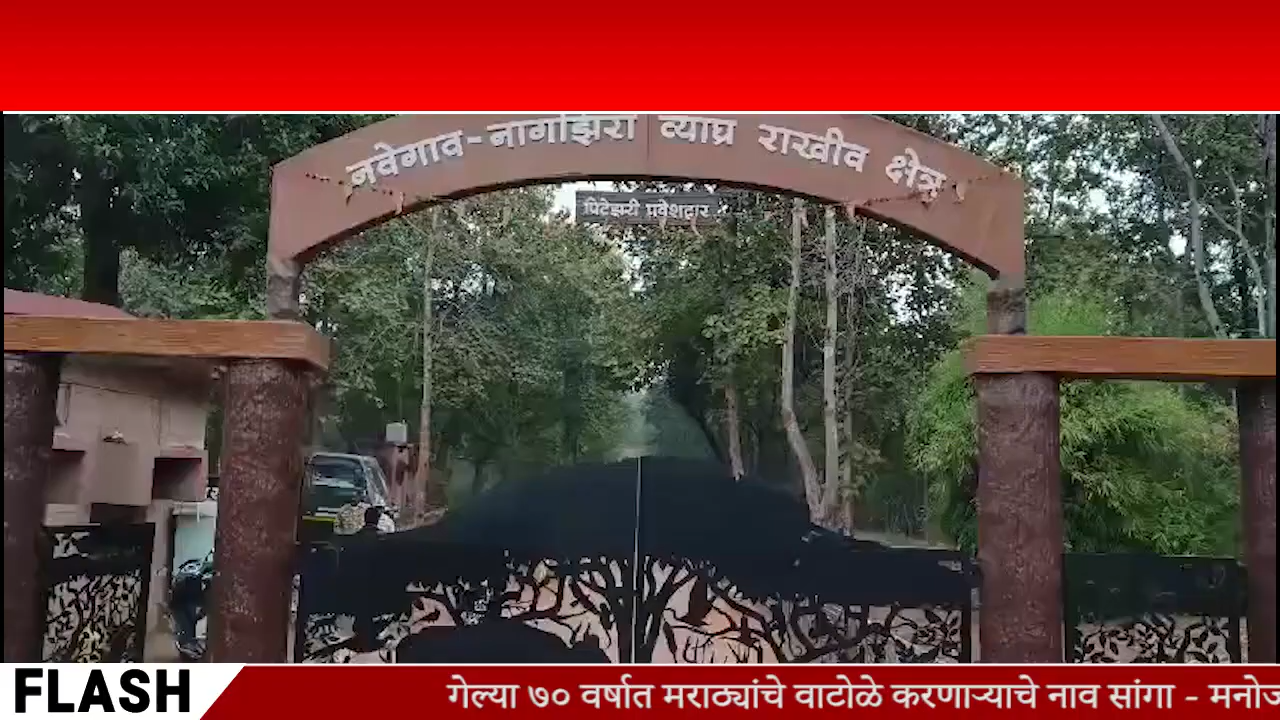 नवेगाव-नागझिरा व्याघ्र राखीव क्षेत्र
पिटेझरी प्रवेशद्वार
FLASH
गेल्या ७० वर्षात मराठ्यांचे वाटोळे करणाऱ्याचे नाव सांगा - मनोज